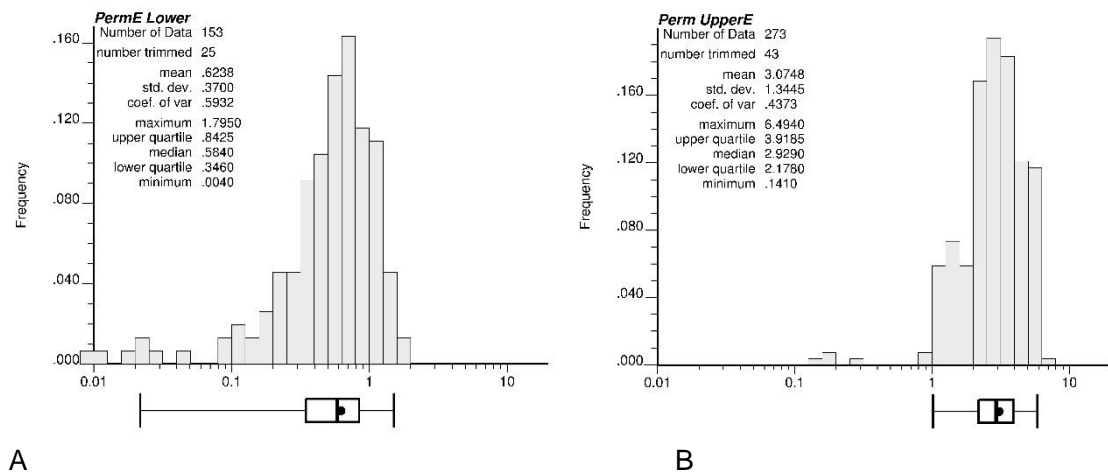 PermE Lower
Number of Data 153
number trimmed 25
mean .6238
std. dev. .3700
coef. of var .5932
maximum 1.7950
upper quartile .8425
median .5840
lower quartile .3460
minimum .0040
Frequency
.160
.120
.080
.040
.000
0.01 0.1 1 10
A
Perm UpperE
Number of Data 273
number trimmed 43
mean 3.0748
std. dev. 1.3445
coef. of var .4373
maximum 6.4940
upper quartile 3.9185
median 2.9290
lower quartile 2.1780
minimum .1410
Frequency
.160
.120
.080
.040
.000
0.01 0.1 1 10
B